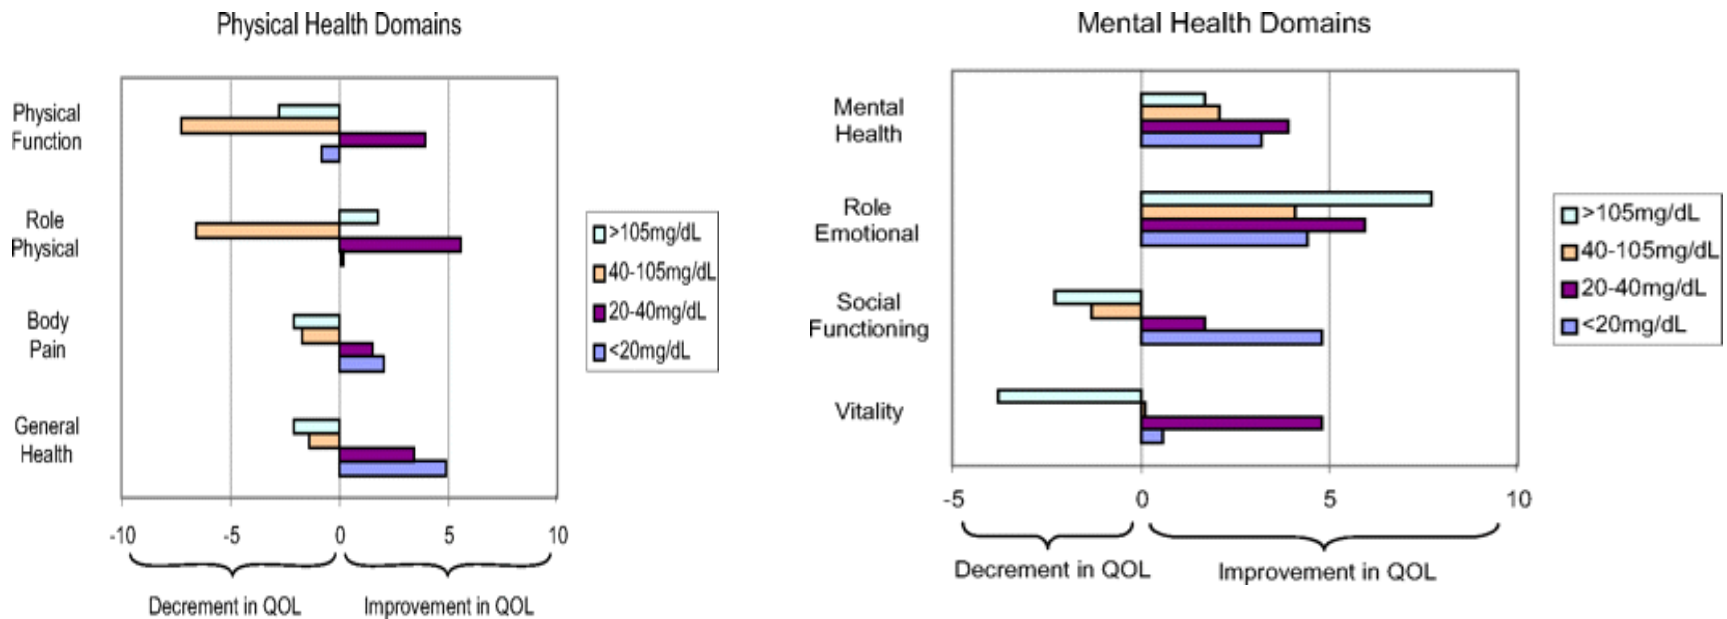 Physical Health Domains
Physical
Function
Role
Physical
Body
Pain
General
Health
-10 -5 0 5 10
Decrement in QOL Improvement in QOL
>105mg/dL
40-105mg/dL
20-40mg/dL
<20mg/dL
Mental Health Domains
Mental
Health
Role
Emotional
Social
Functioning
Vitality
-5 0 5 10
Decrement in QOL Improvement in QOL
>105mg/dL
40-105mg/dL
20-40mg/dL
<20mg/dL